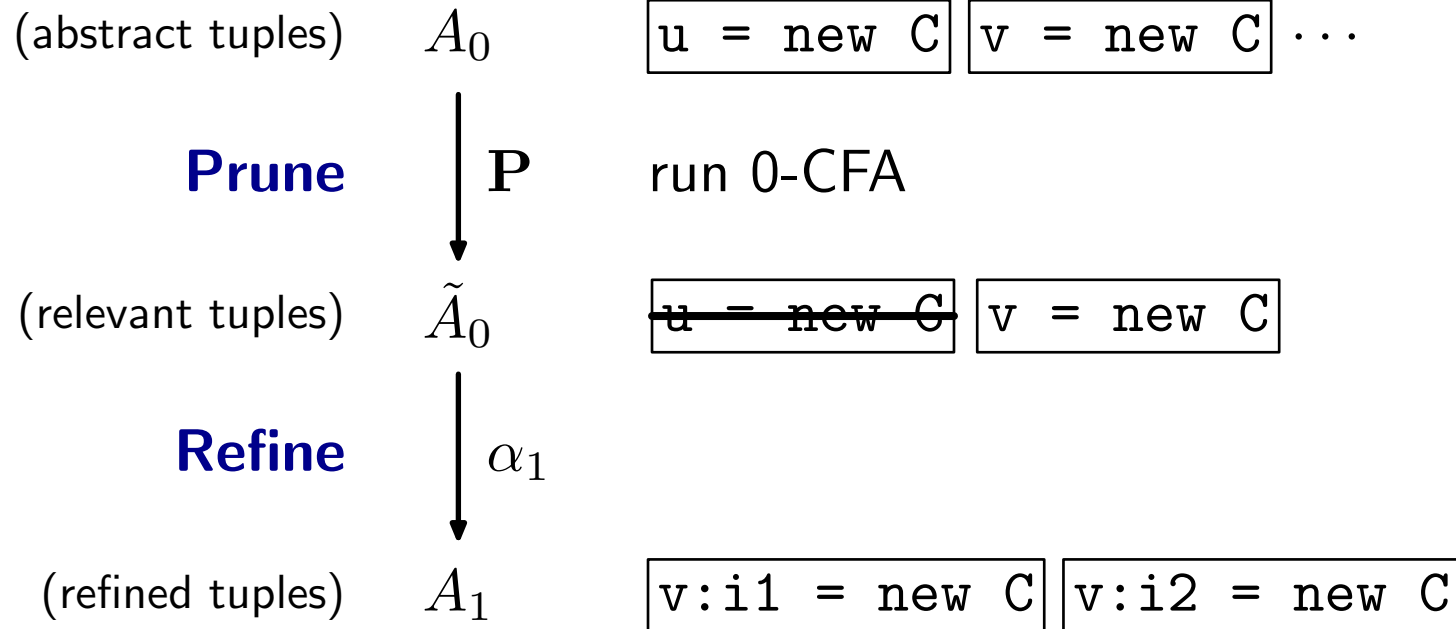 (abstract tuples) A₀ u = new C v = new C ···
Prune P run 0-CFA
(relevant tuples) Ã₀ u = new C v = new C
Refine α₁
(refined tuples) A₁ v:i1 = new C v:i2 = new C